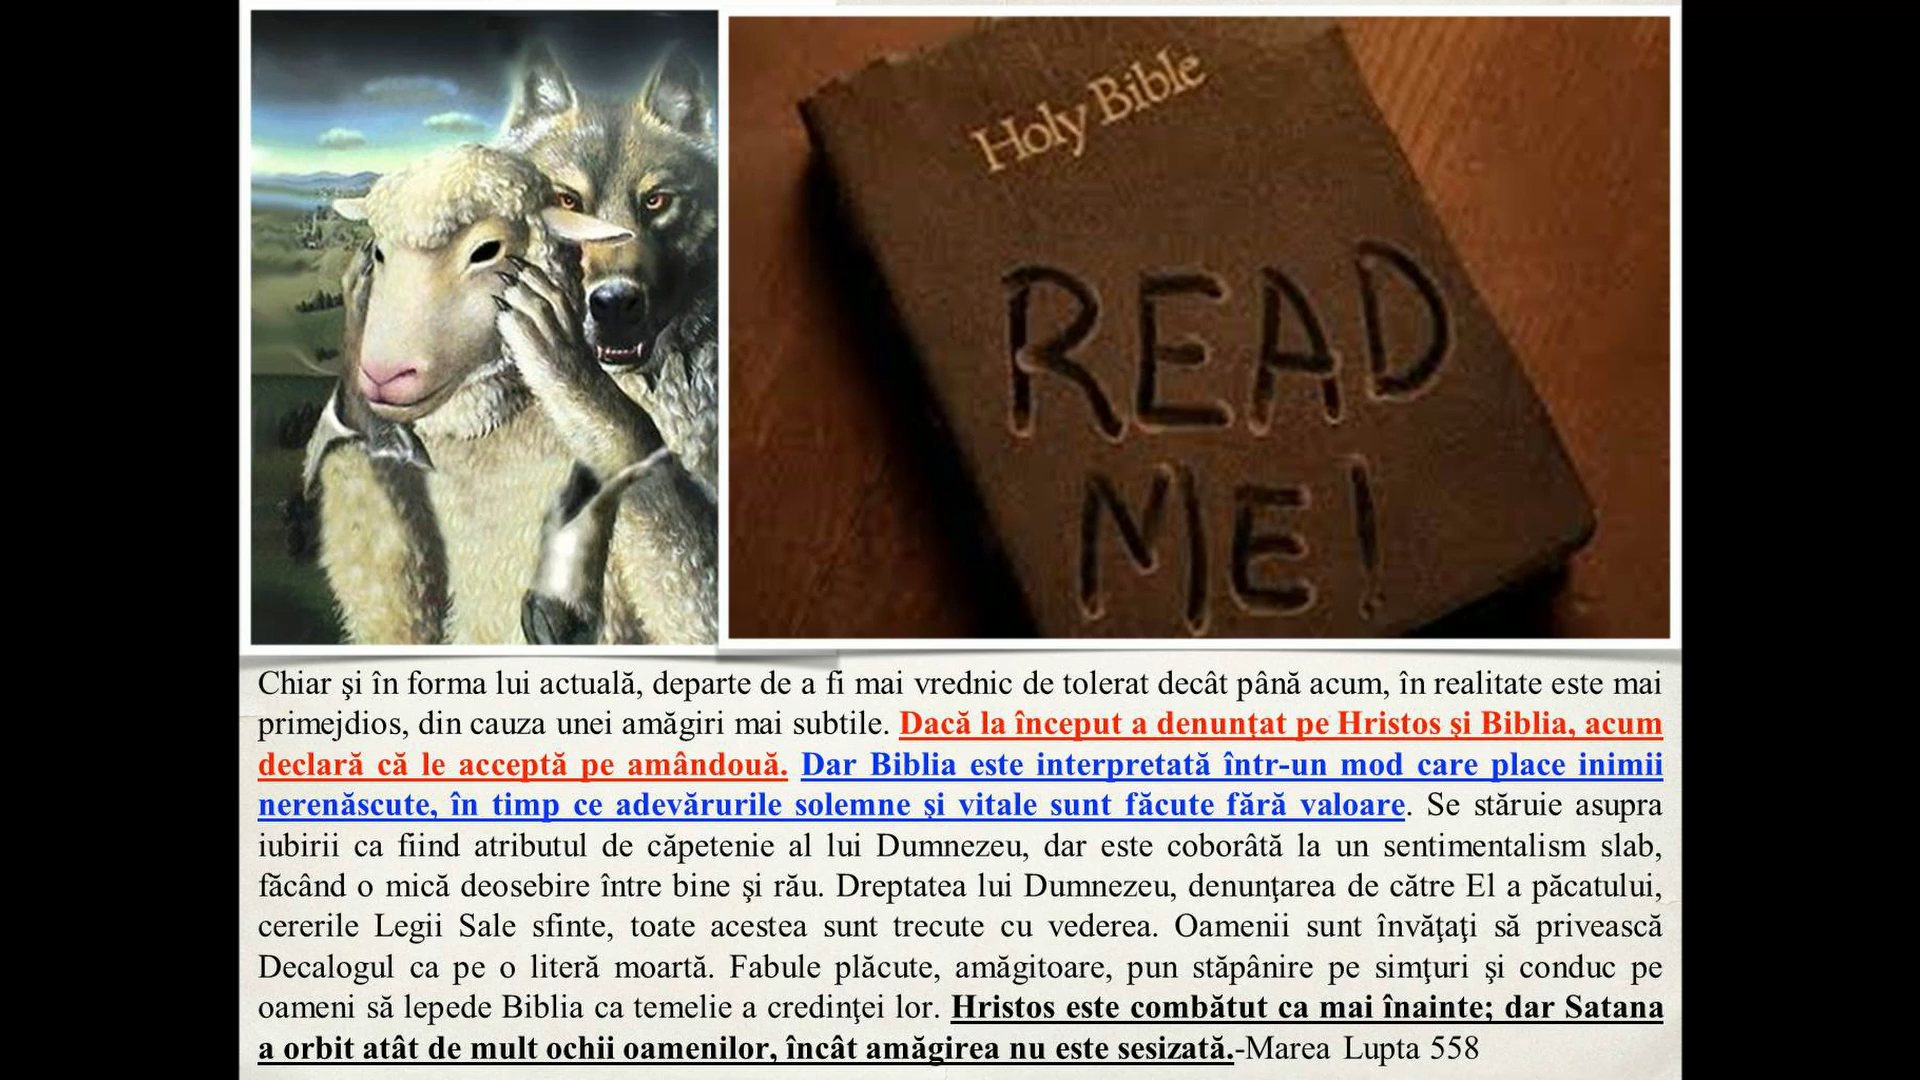 Holy Bible
READ
ME!
Chiar şi în forma lui actuală, departe de a fi mai vrednic de tolerat decât până acum, în realitate este mai
primejdios, din cauza unei amăgiri mai subtile. Dacă la început a denunţat pe Hristos şi Biblia, acum
declară că le acceptă pe amândouă. Dar Biblia este interpretată într-un mod care place inimii
nerenăscute, în timp ce adevărurile solemne şi vitale sunt făcute fără valoare. Se stăruie asupra
iubirii ca fiind atributul de căpetenie al lui Dumnezeu, dar este coborâtă la un sentimentalism slab,
făcând o mică deosebire între bine şi rău. Dreptatea lui Dumnezeu, denunţarea de către El a păcatului,
cererile Legii Sale sfinte, toate acestea sunt trecute cu vederea. Oamenii sunt învăţaţi să privească
Decalogul ca pe o literă moartă. Fabule plăcute, amăgitoare, pun stăpânire pe simţuri şi conduc pe
oameni să lepede Biblia ca temelie a credinţei lor. Hristos este combătut ca mai înainte; dar Satana
a orbit atât de mult ochii oamenilor, încât amăgirea nu este sesizată.-Marea Lupta 558